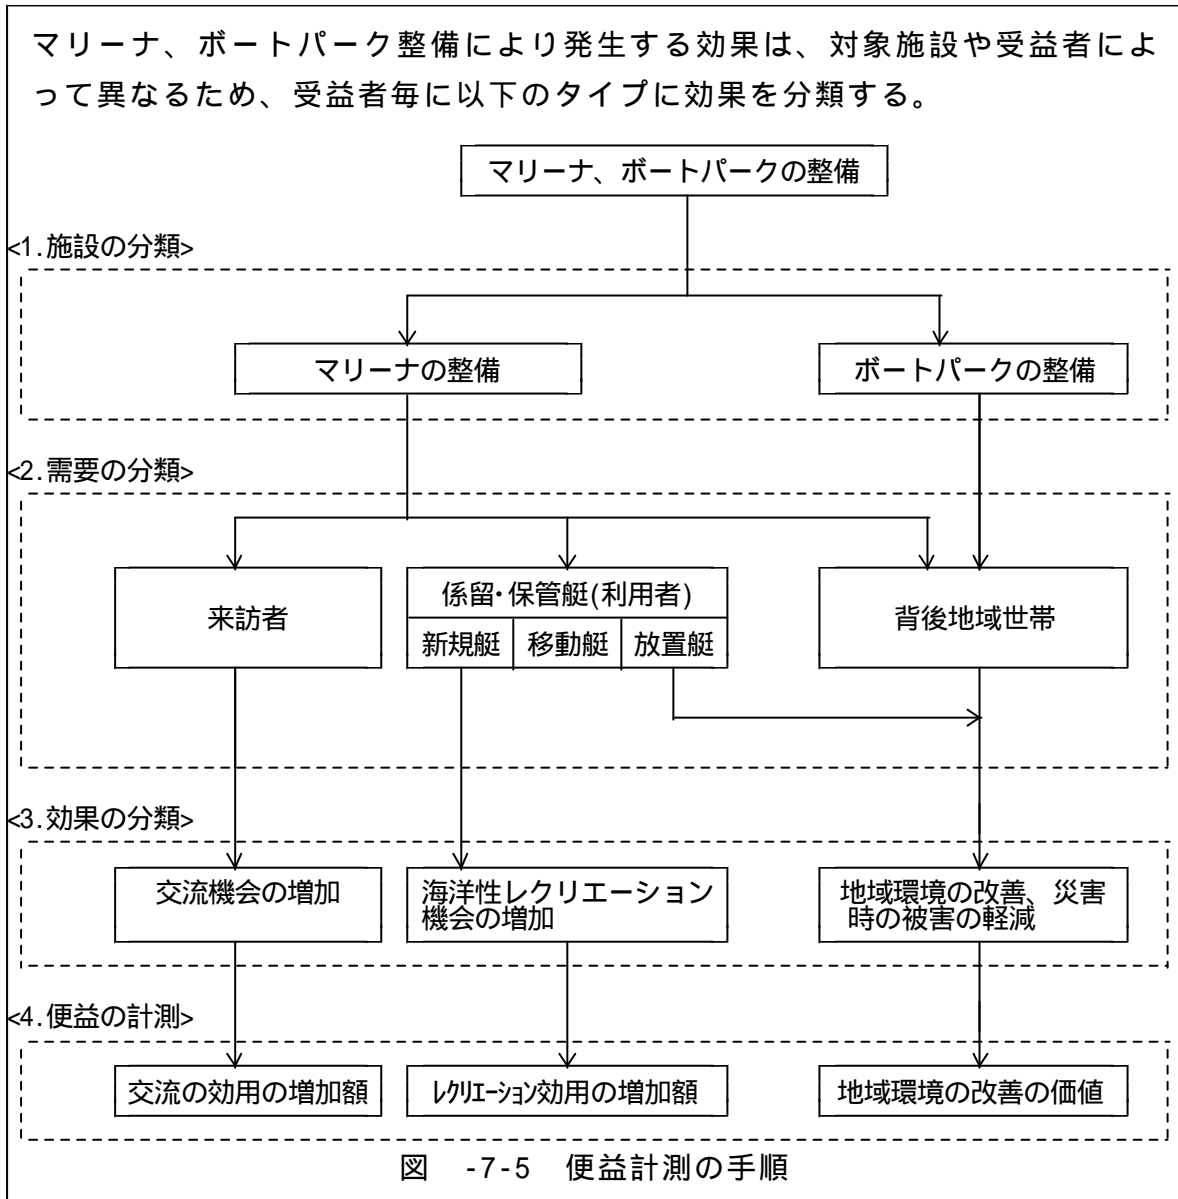 マリーナ、ボートパーク整備により発生する効果は、対象施設や受益者によ
って異なるため、受益者毎に以下のタイプに効果を分類する。
マリーナ、ボートパークの整備
<1.施設の分類>
マリーナの整備
ボートパークの整備
<2.需要の分類>
来訪者
係留・保管艇(利用者)
新規艇
移動艇
放置艇
背後地域世帯
<3.効果の分類>
交流機会の増加
海洋性レクリエーション
機会の増加
地域環境の改善、災害
時の被害の軽減
<4.便益の計測>
交流の効用の増加額
ﾚｸﾘｴｰｼｮﾝ効用の増加額
地域環境の改善の価値
図 -7-5 便益計測の手順